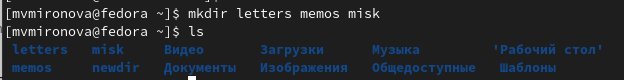 [mvmironova@fedora ~]$ mkdir letters memos misk
[mvmironova@fedora ~]$ ls
letters misk Видео Загрузки Музыка 'Рабочий стол'
memos newdir Документы Изображения Общедоступные Шаблоны